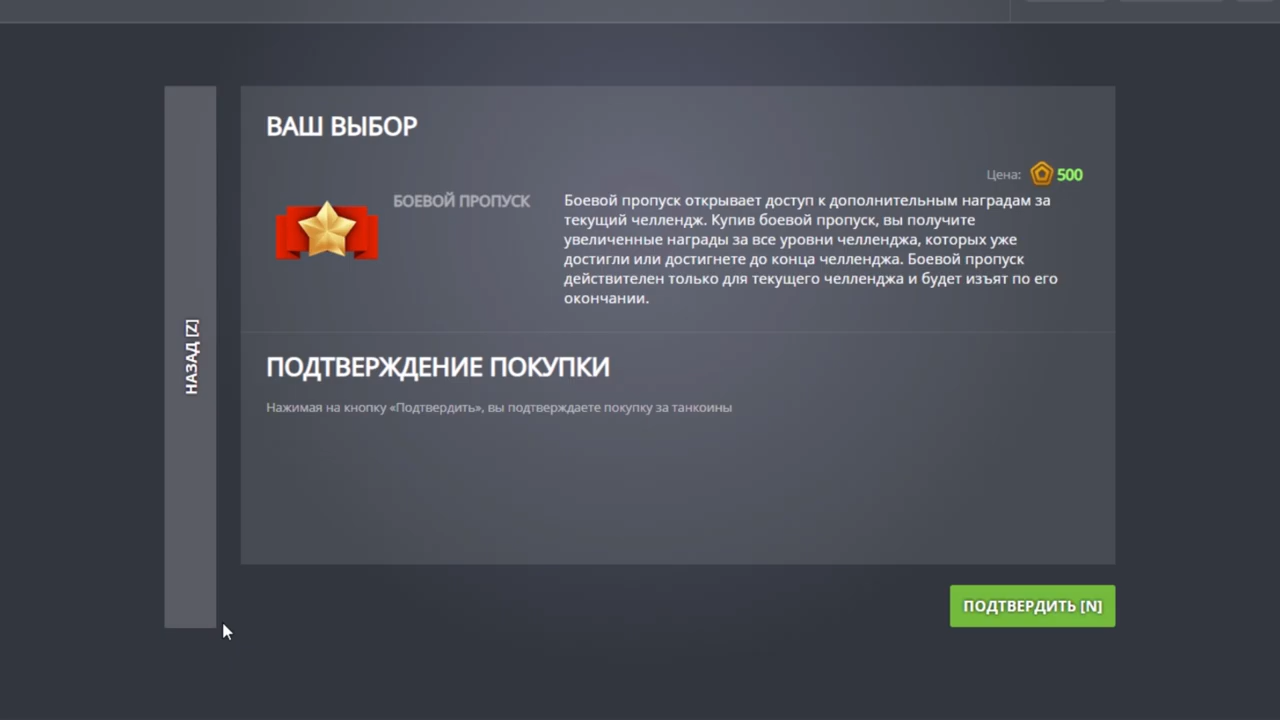 ВАШ ВЫБОР
Цена: 500
БОЕВОЙ ПРОПУСК
Боевой пропуск открывает доступ к дополнительным наградам за
текущий челлендж. Купив боевой пропуск, вы получите
увеличенные награды за все уровни челленджа, которых уже
достигли или достигнете до конца челленджа. Боевой пропуск
действителен только для текущего челленджа и будет изъят по его
окончании.
НАЗАД [Z]
ПОДТВЕРЖДЕНИЕ ПОКУПКИ
Нажимая на кнопку «Подтвердить», вы подтверждаете покупку за танкоины
ПОДТВЕРДИТЬ [N]